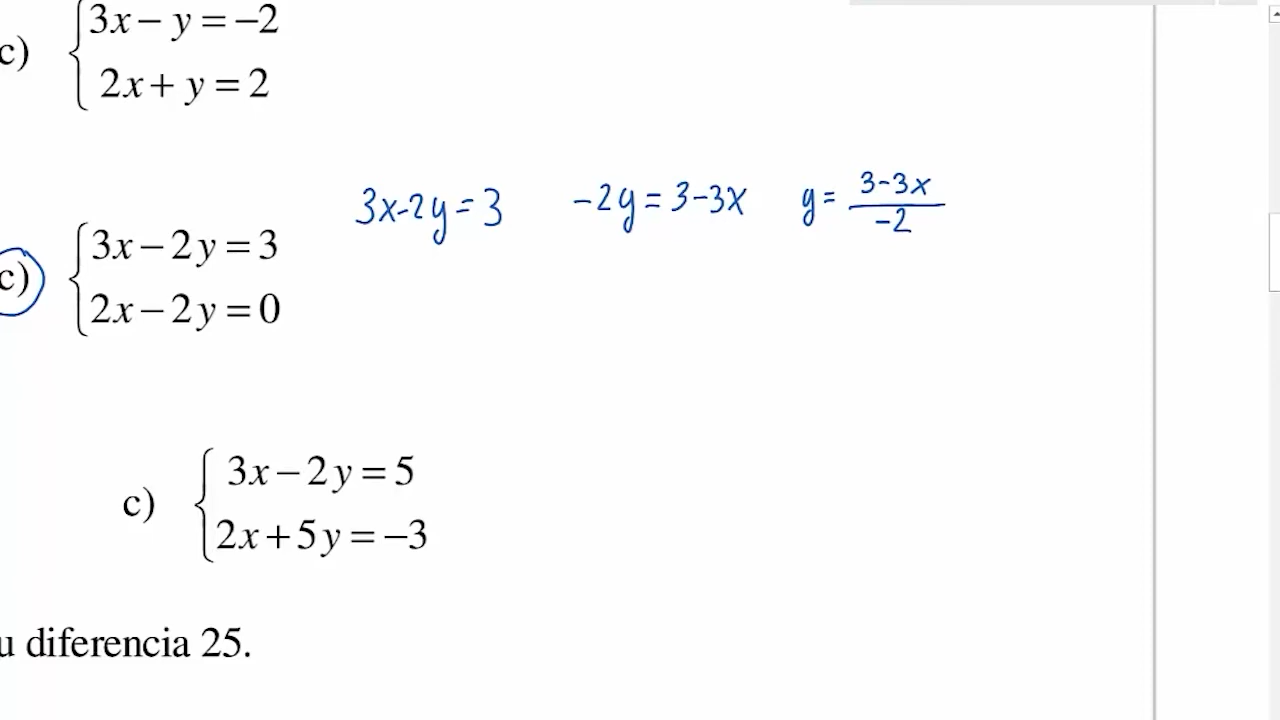 c) 3x − y = −2
2x + y = 2
3x-2y=3 -2y=3-3x y= 3-3x / -2
c) 3x − 2y = 3
2x − 2y = 0
c) 3x − 2y = 5
2x + 5y = −3
u diferencia 25.